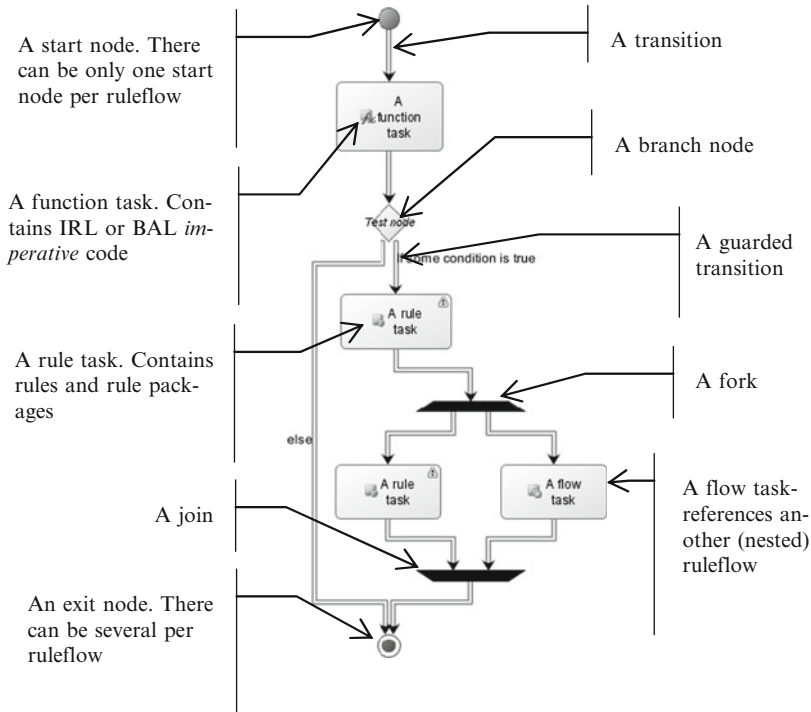 A start node. There
can be only one start
node per ruleflow
A transition
A
function
task
A branch node
A function task. Con-
tains IRL or BAL im-
perative code
Test node
A guarded
transition
If some condition is true
A rule
task
A rule task. Contains
rules and rule pack-
ages
A fork
else
A rule
task
A flow
task
A flow task-
references an-
other (nested)
ruleflow
A join
An exit node. There
can be several per
ruleflow